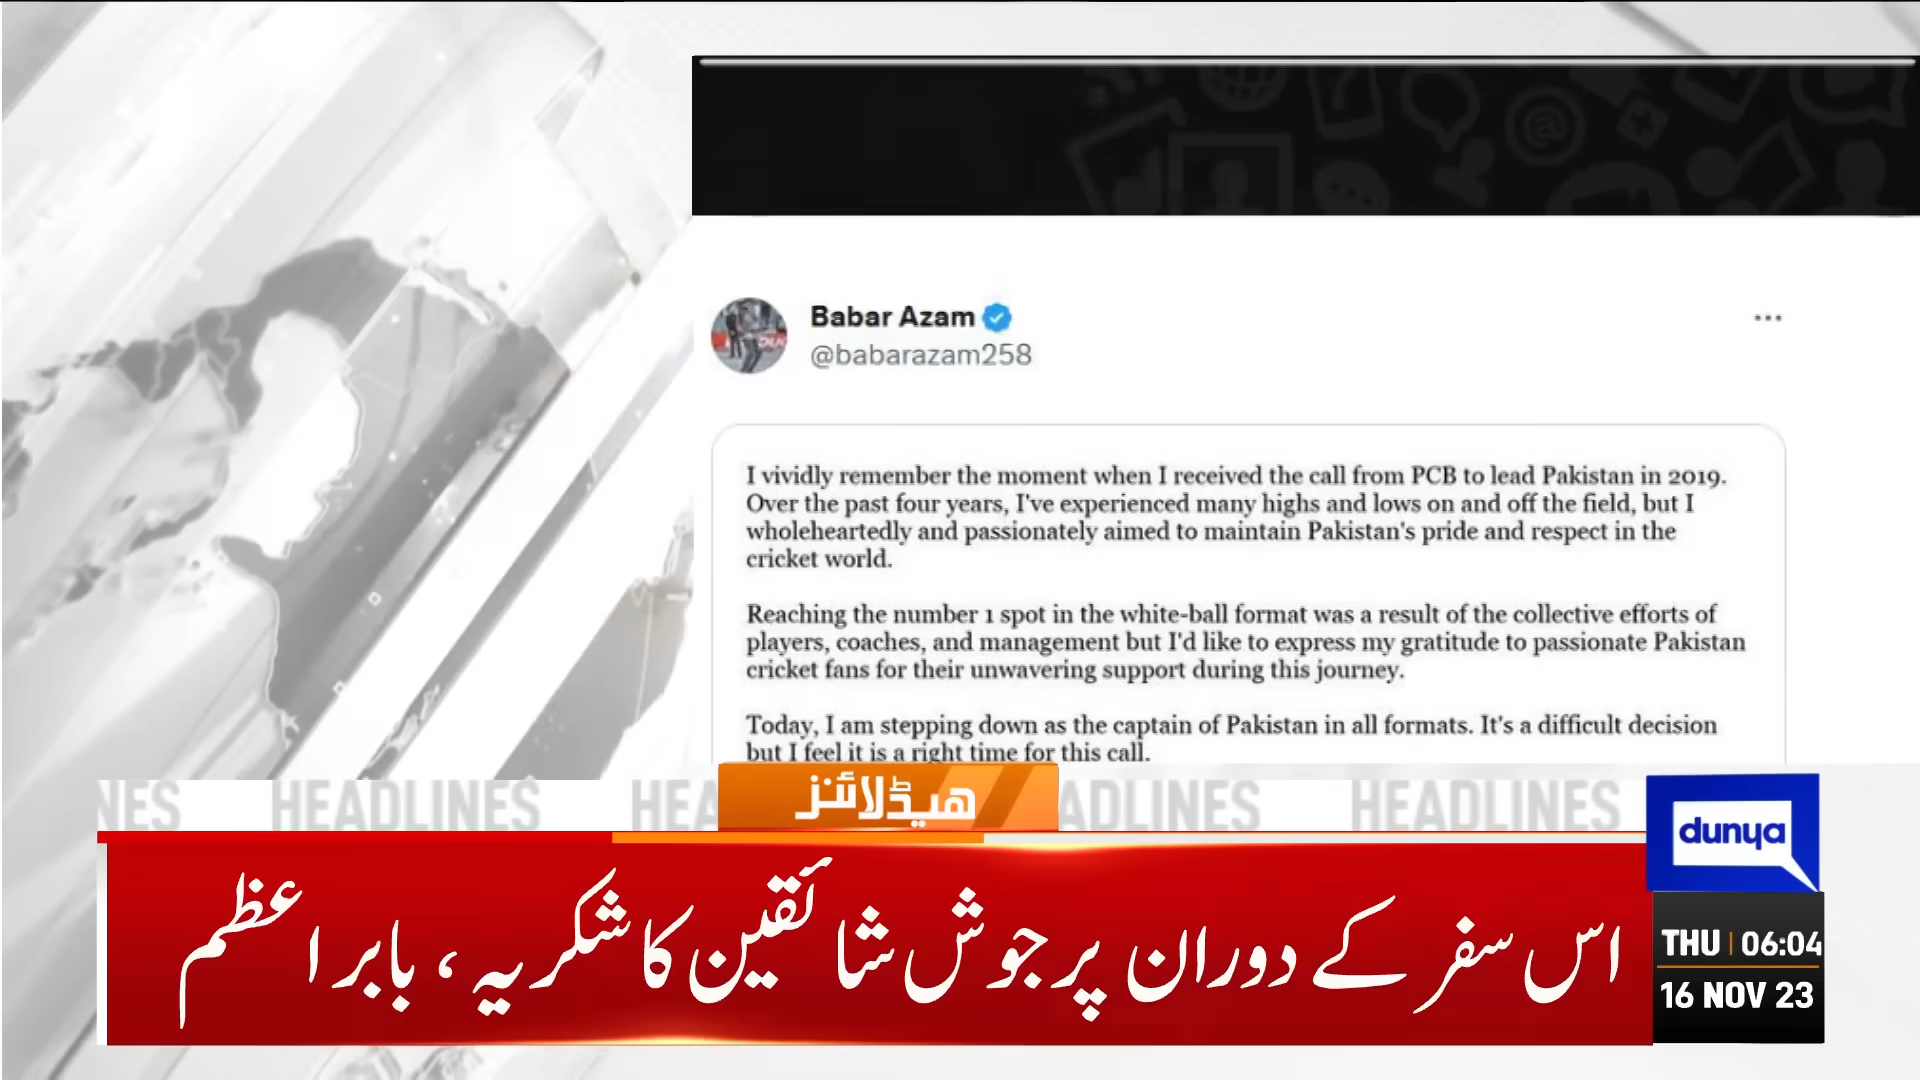 Babar Azam
@babarazam258
I vividly remember the moment when I received the call from PCB to lead Pakistan in 2019.
Over the past four years, I've experienced many highs and lows on and off the field, but I
wholeheartedly and passionately aimed to maintain Pakistan's pride and respect in the
cricket world.
Reaching the number 1 spot in the white-ball format was a result of the collective efforts of
players, coaches, and management but I'd like to express my gratitude to passionate Pakistan
cricket fans for their unwavering support during this journey.
Today, I am stepping down as the captain of Pakistan in all formats. It's a difficult decision
but I feel it is a right time for this call.
NES HEADLINES HEA ADLINES HEADLINES
ہیڈلائنز
dunya
اس سفر کے دوران پرجوش شائقین کا شکریہ، بابر اعظم
THU 06:04
16 NOV 23